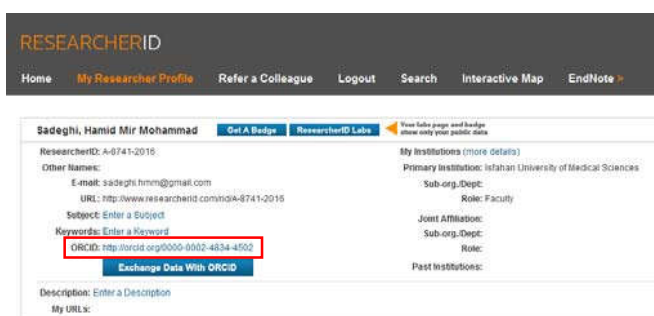 RESEARCHERID
Home My Researcher Profile Refer a Colleague Logout Search Interactive Map EndNote >
Sadeghi, Hamid Mir Mohammad Get A Badge ResearcherID Labs Your labs page and badge
show only your public data
ResearcherID: A-8741-2016
Other Names:
E-mail: sadeghi.hmm@gmail.com
URL: http://www.researcherid.com/rid/A-8741-2016
Subject: Enter a Subject
Keywords: Enter a Keyword
ORCID: http://orcid.org/0000-0002-4834-4502
Exchange Data With ORCID
Description: Enter a Description
My URLs:
My Institutions (more details)
Primary Institution: Isfahan University of Medical Sciences
Sub-org./Dept:
Role: Faculty
Joint Affiliation:
Sub-org./Dept:
Role:
Past Institutions: